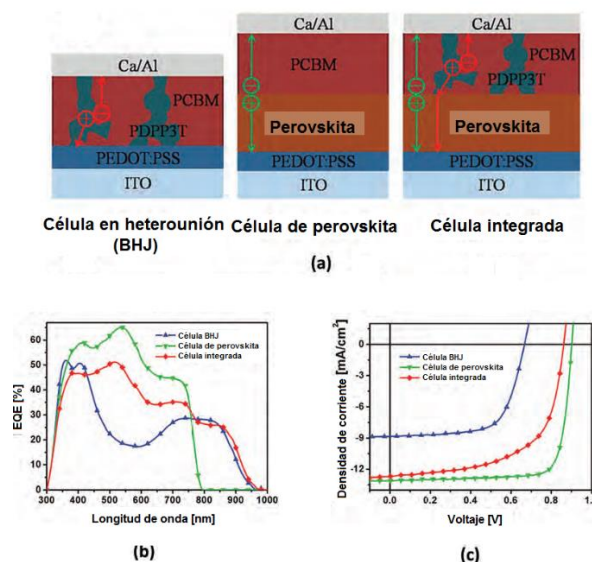 Ca/Al
PCBM
PDPP3T
PEDOT:PSS
ITO
Célula en heterounión
(BHJ)
Ca/Al
PCBM
Perovskita
PEDOT:PSS
ITO
Célula de perovskita
Ca/Al
PCBM
PDPP3T
Perovskita
PEDOT:PSS
ITO
Célula integrada
(a)
EQE [%]
60
50
40
30
20
10
0
300 400 500 600 700 800 900 1000
Longitud de onda [nm]
Célula BHJ
Célula de perovskita
Célula integrada
(b)
Densidad de corriente [mA/cm²]
0
-3
-6
-9
-12
0.0 0.2 0.4 0.6 0.8 1.0
Voltaje [V]
Célula BHJ
Célula de perovskita
Célula integrada
(c)